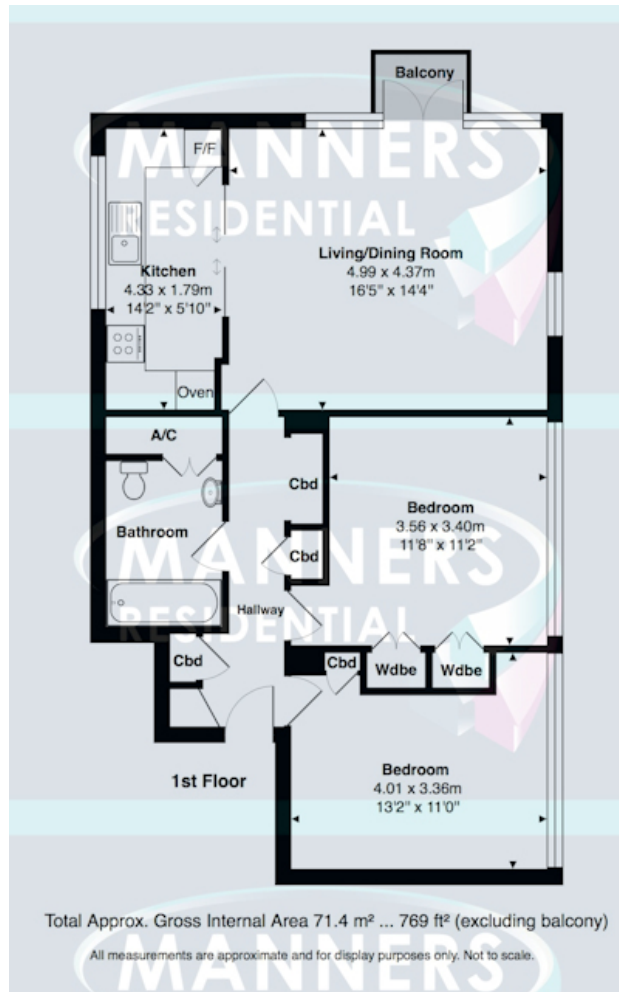 Balcony
MANNERS
RESIDENTIAL
F/F
Living/Dining Room
4.99 x 4.37m
16'5" x 14'4"
Kitchen
4.33 x 1.79m
14'2" x 5'10"
Oven
A/C
Cbd
Bedroom
3.56 x 3.40m
11'8" x 11'2"
Bathroom
MANNERS
Cbd
Hallway
RESIDENTIAL
Cbd
Cbd
Wdbe
Wdbe
1st Floor
Bedroom
4.01 x 3.36m
13'2" x 11'0"
Total Approx. Gross Internal Area 71.4 m² ... 769 ft² (excluding balcony)
All measurements are approximate and for display purposes only. Not to scale.
MANNERS